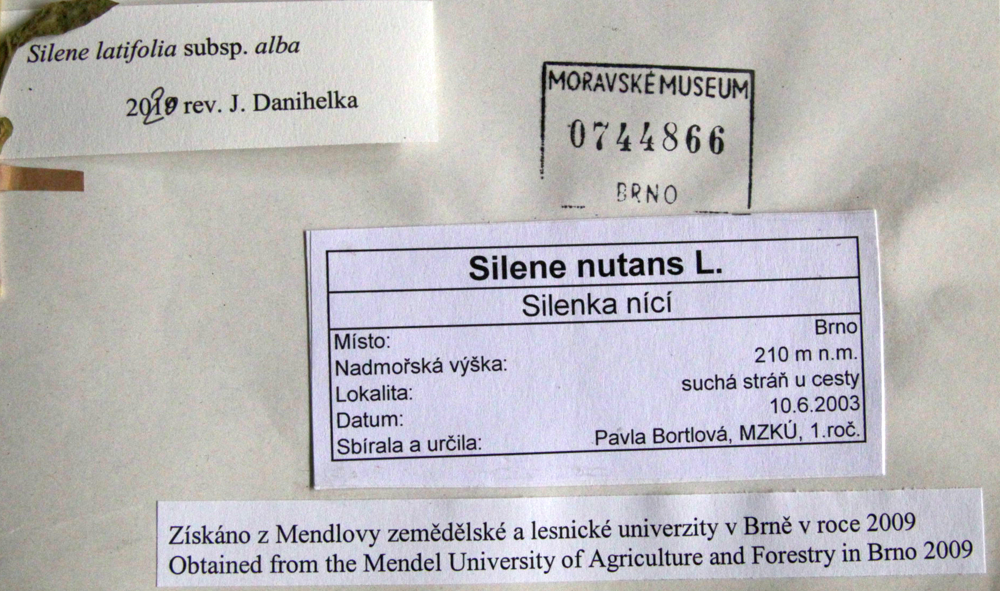 Silene latifolia subsp. alba
2020 rev. J. Danihelka
MORAVSKÉ MUSEUM
0744866
BRNO
Silene nutans L.
Silenka nící
Místo: Brno
Nadmořská výška: 210 m n.m.
Lokalita: suchá stráň u cesty
Datum: 10.6.2003
Sbírala a určila: Pavla Bortlová, MZKÚ, 1.roč.
Získáno z Mendlovy zemědělské a lesnické univerzity v Brně v roce 2009
Obtained from the Mendel University of Agriculture and Forestry in Brno 2009